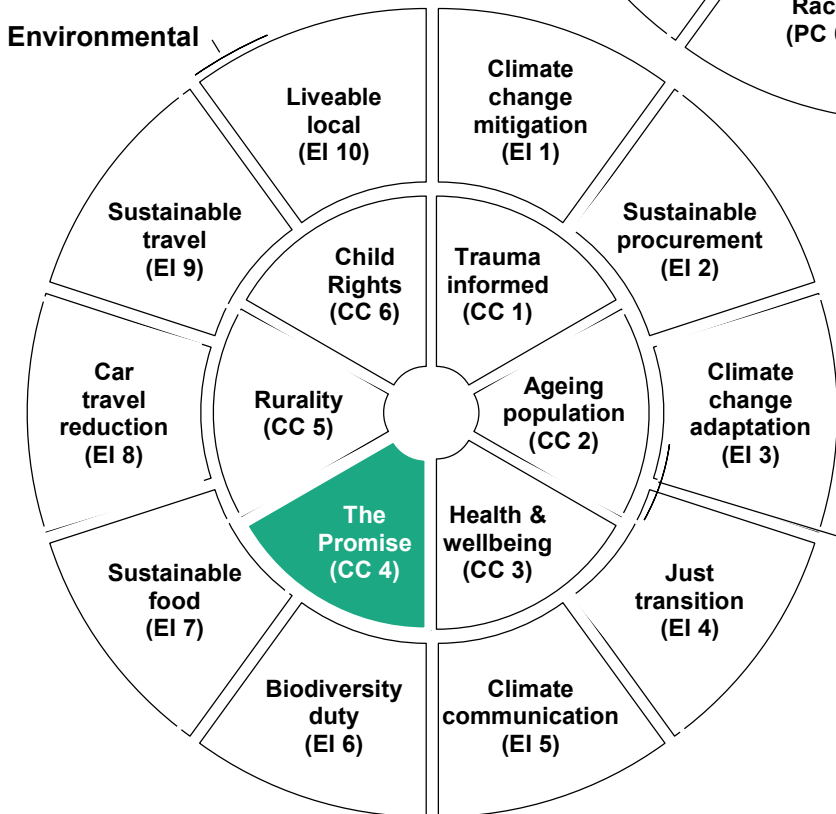 Environmental
Rac
(PC
Climate
change
mitigation
(EI 1)
Sustainable
procurement
(EI 2)
Climate
change
adaptation
(EI 3)
Just
transition
(EI 4)
Climate
communication
(EI 5)
Biodiversity
duty
(EI 6)
Sustainable
food
(EI 7)
Car
travel
reduction
(EI 8)
Sustainable
travel
(EI 9)
Liveable
local
(EI 10)
Trauma
informed
(CC 1)
Ageing
population
(CC 2)
Health &
wellbeing
(CC 3)
The
Promise
(CC 4)
Rurality
(CC 5)
Child
Rights
(CC 6)